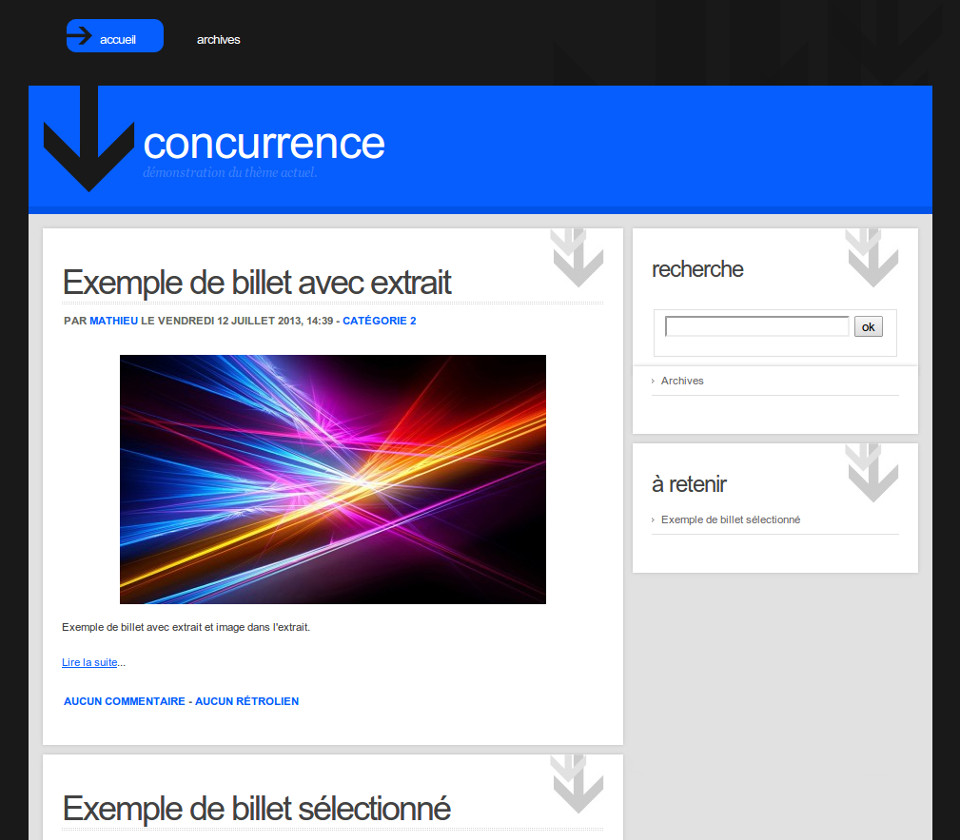 accueil
archives
concurrence
démonstration du thème actuel.
Exemple de billet avec extrait
PAR MATHIEU LE VENDREDI 12 JUILLET 2013, 14:39 - CATÉGORIE 2
Exemple de billet avec extrait et image dans l'extrait.
Lire la suite...
AUCUN COMMENTAIRE - AUCUN RÉTROLIEN
Exemple de billet sélectionné
recherche
ok
› Archives
à retenir
› Exemple de billet sélectionné